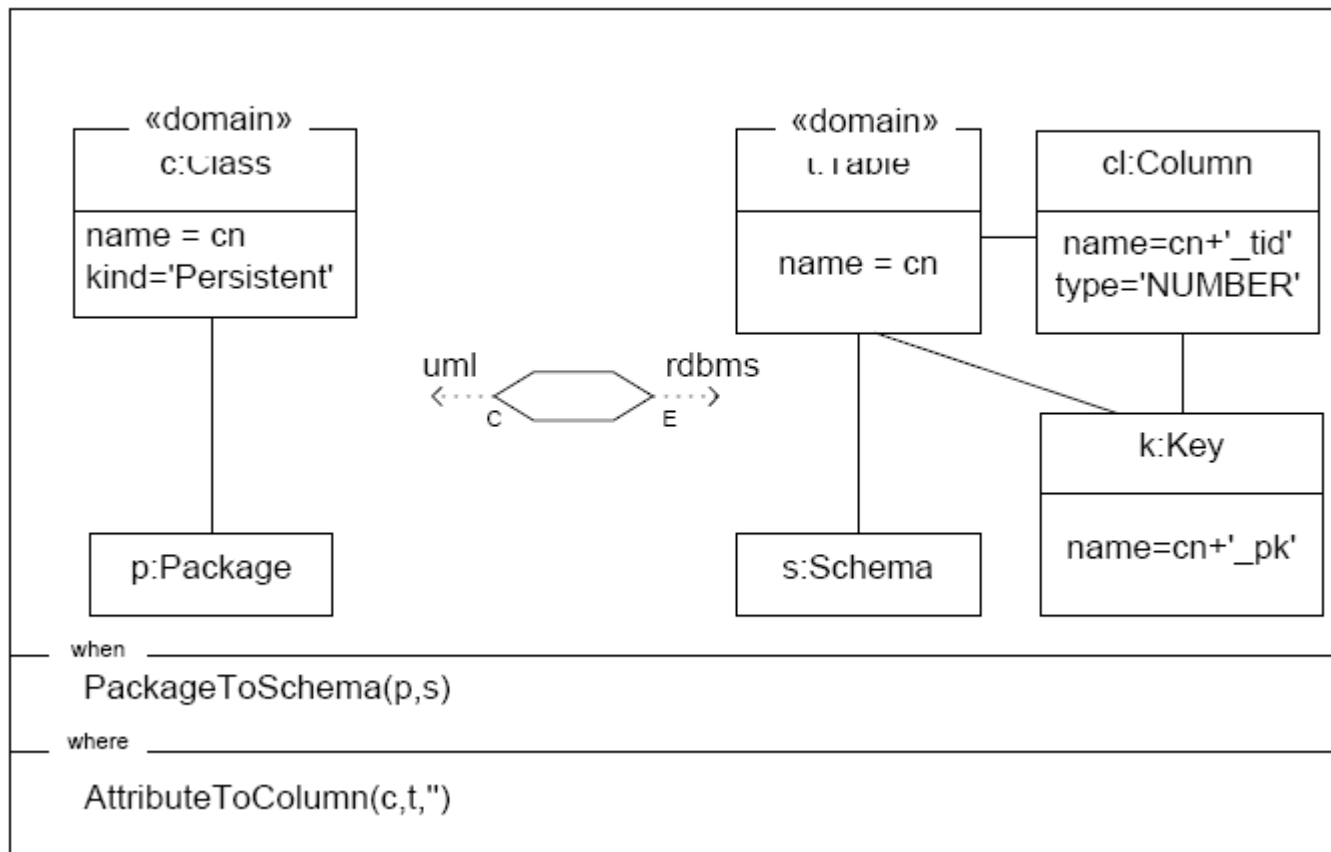 «domain»
c:Class
name = cn
kind='Persistent'
p:Package
uml
C
rdbms
E
«domain»
t:Table
name = cn
cl:Column
name=cn+'_tid'
type='NUMBER'
k:Key
name=cn+'_pk'
s:Schema
when
PackageToSchema(p,s)
where
AttributeToColumn(c,t,'')